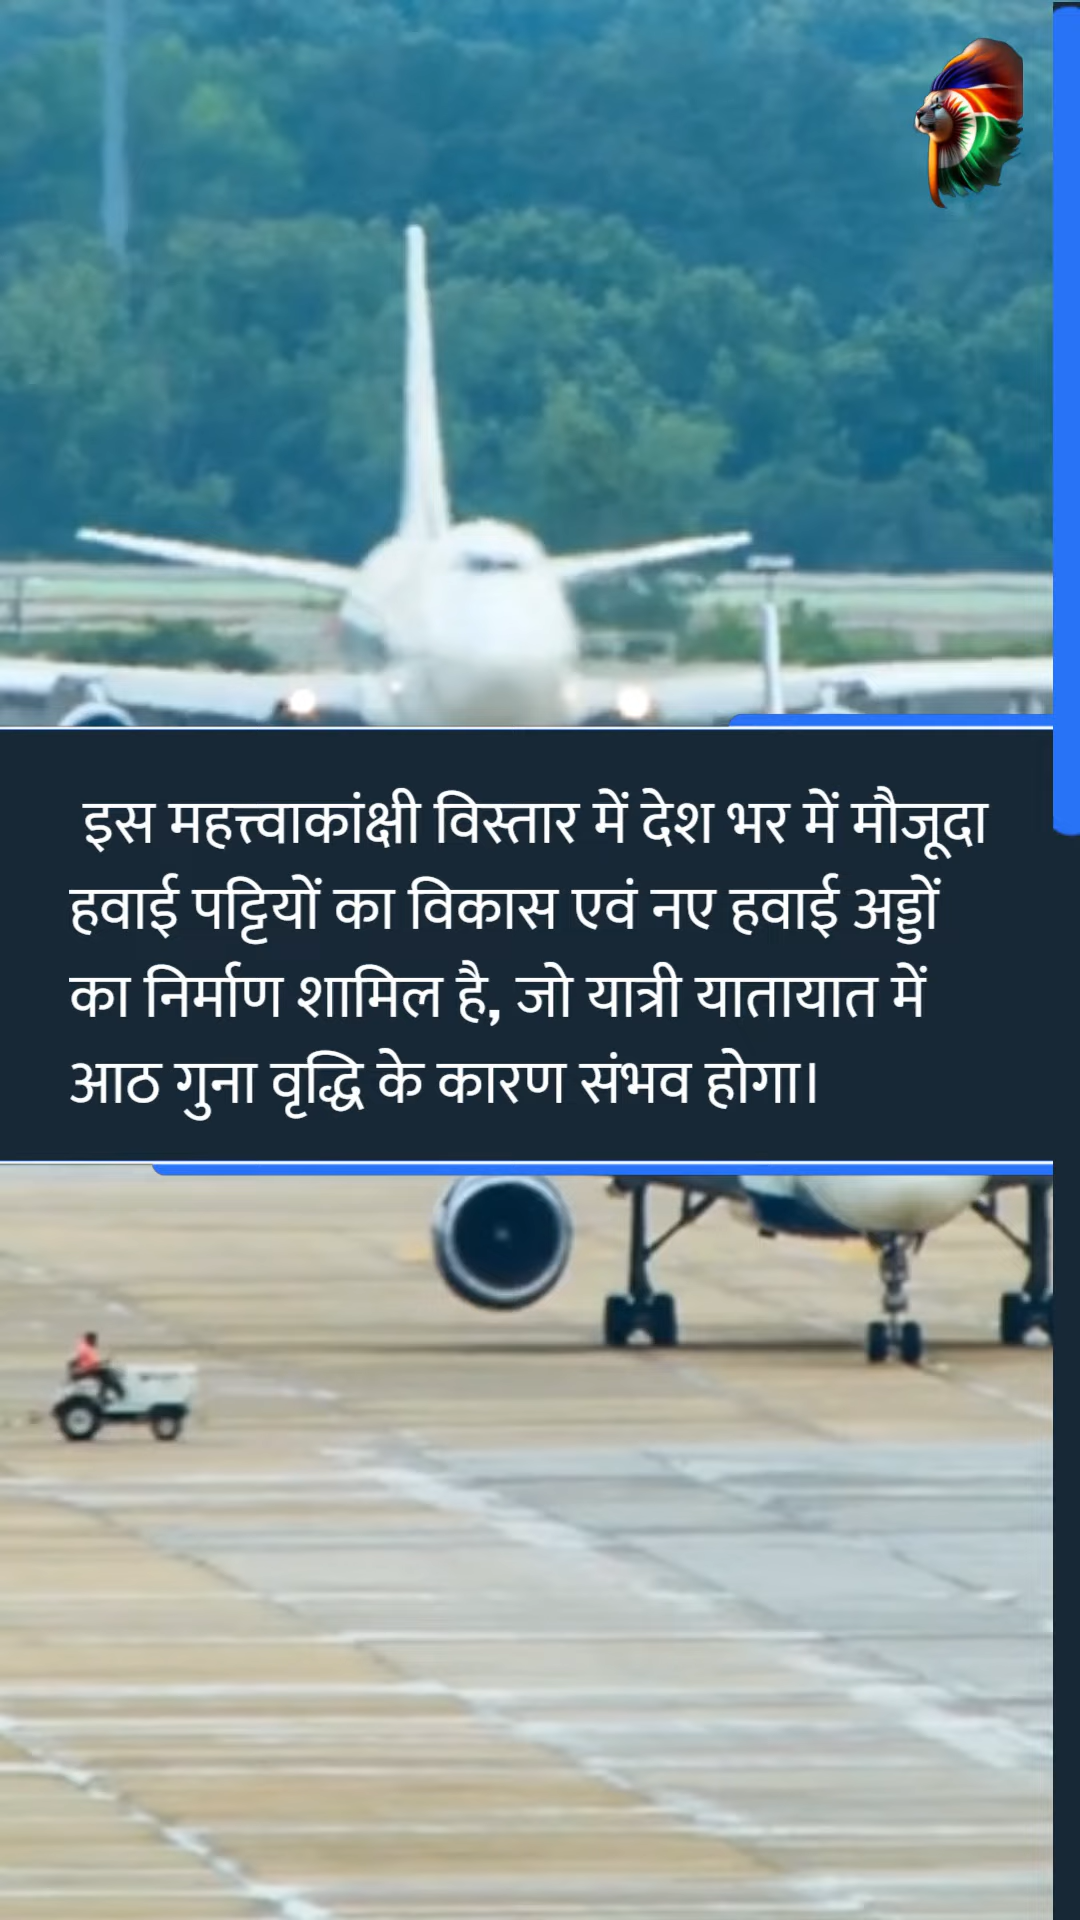 इस महत्त्वाकांक्षी विस्तार में देश भर में मौजूदा
हवाई पट्टियों का विकास एवं नए हवाई अड्डों
का निर्माण शामिल है, जो यात्री यातायात में
आठ गुना वृद्धि के कारण संभव होगा।